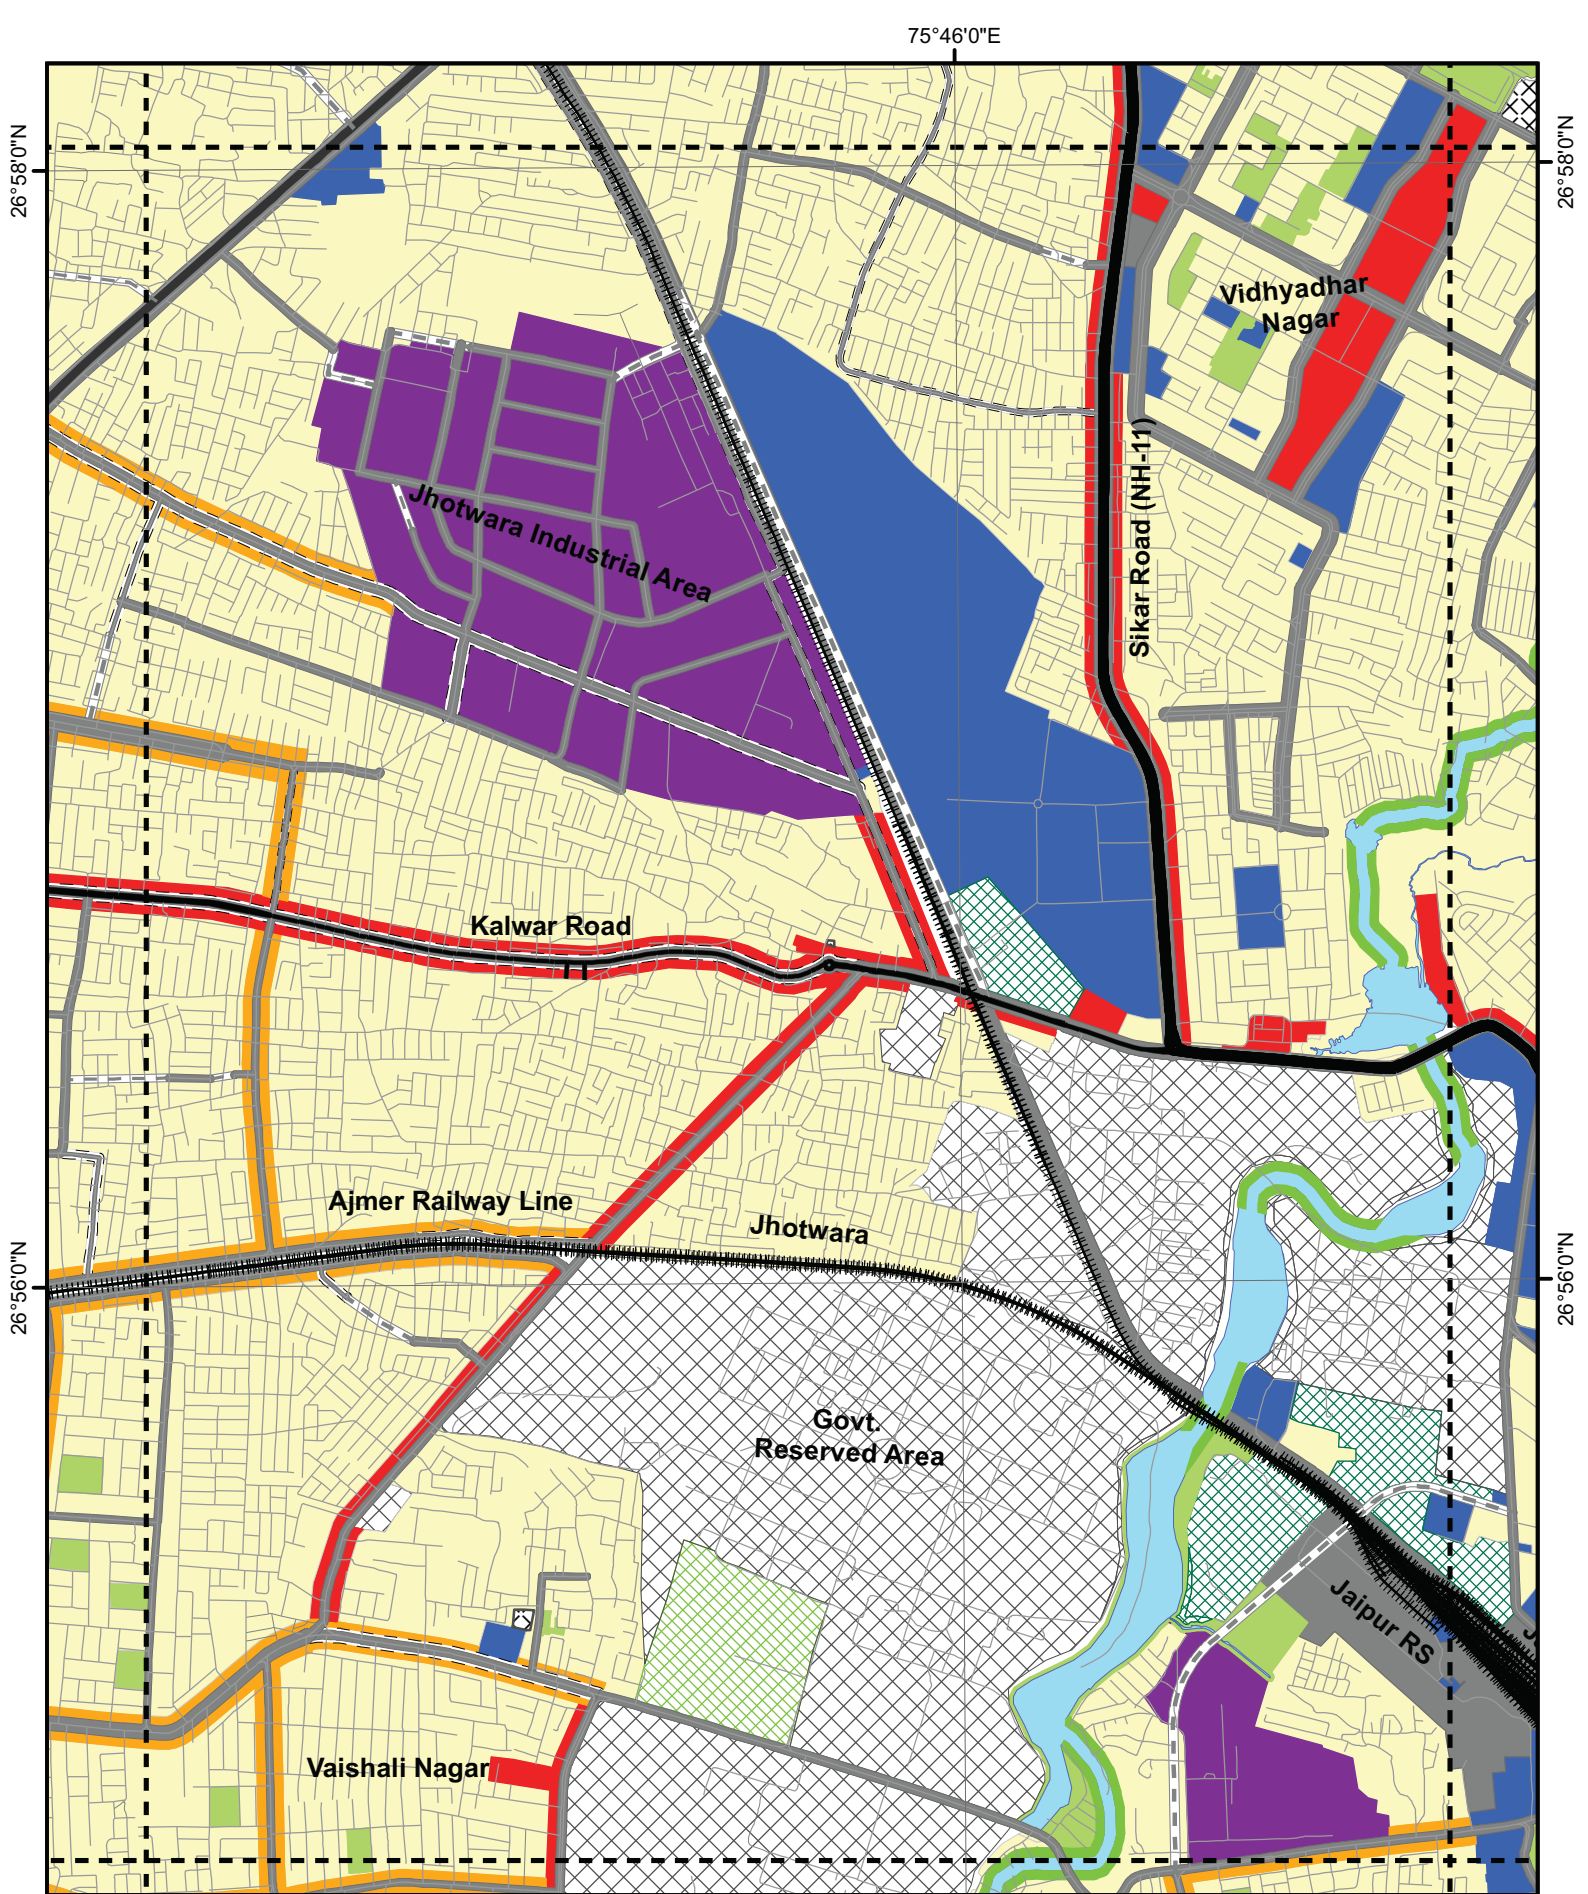 75°46'0"E
26°58'0"N
26°58'0"N
Vidhyadhar
Nagar
Jhotwara Industrial Area
Sikar Road (NH-11)
Kalwar Road
Ajmer Railway Line
Jhotwara
26°56'0"N
26°56'0"N
Govt.
Reserved Area
Jaipur RS
Vaishali Nagar